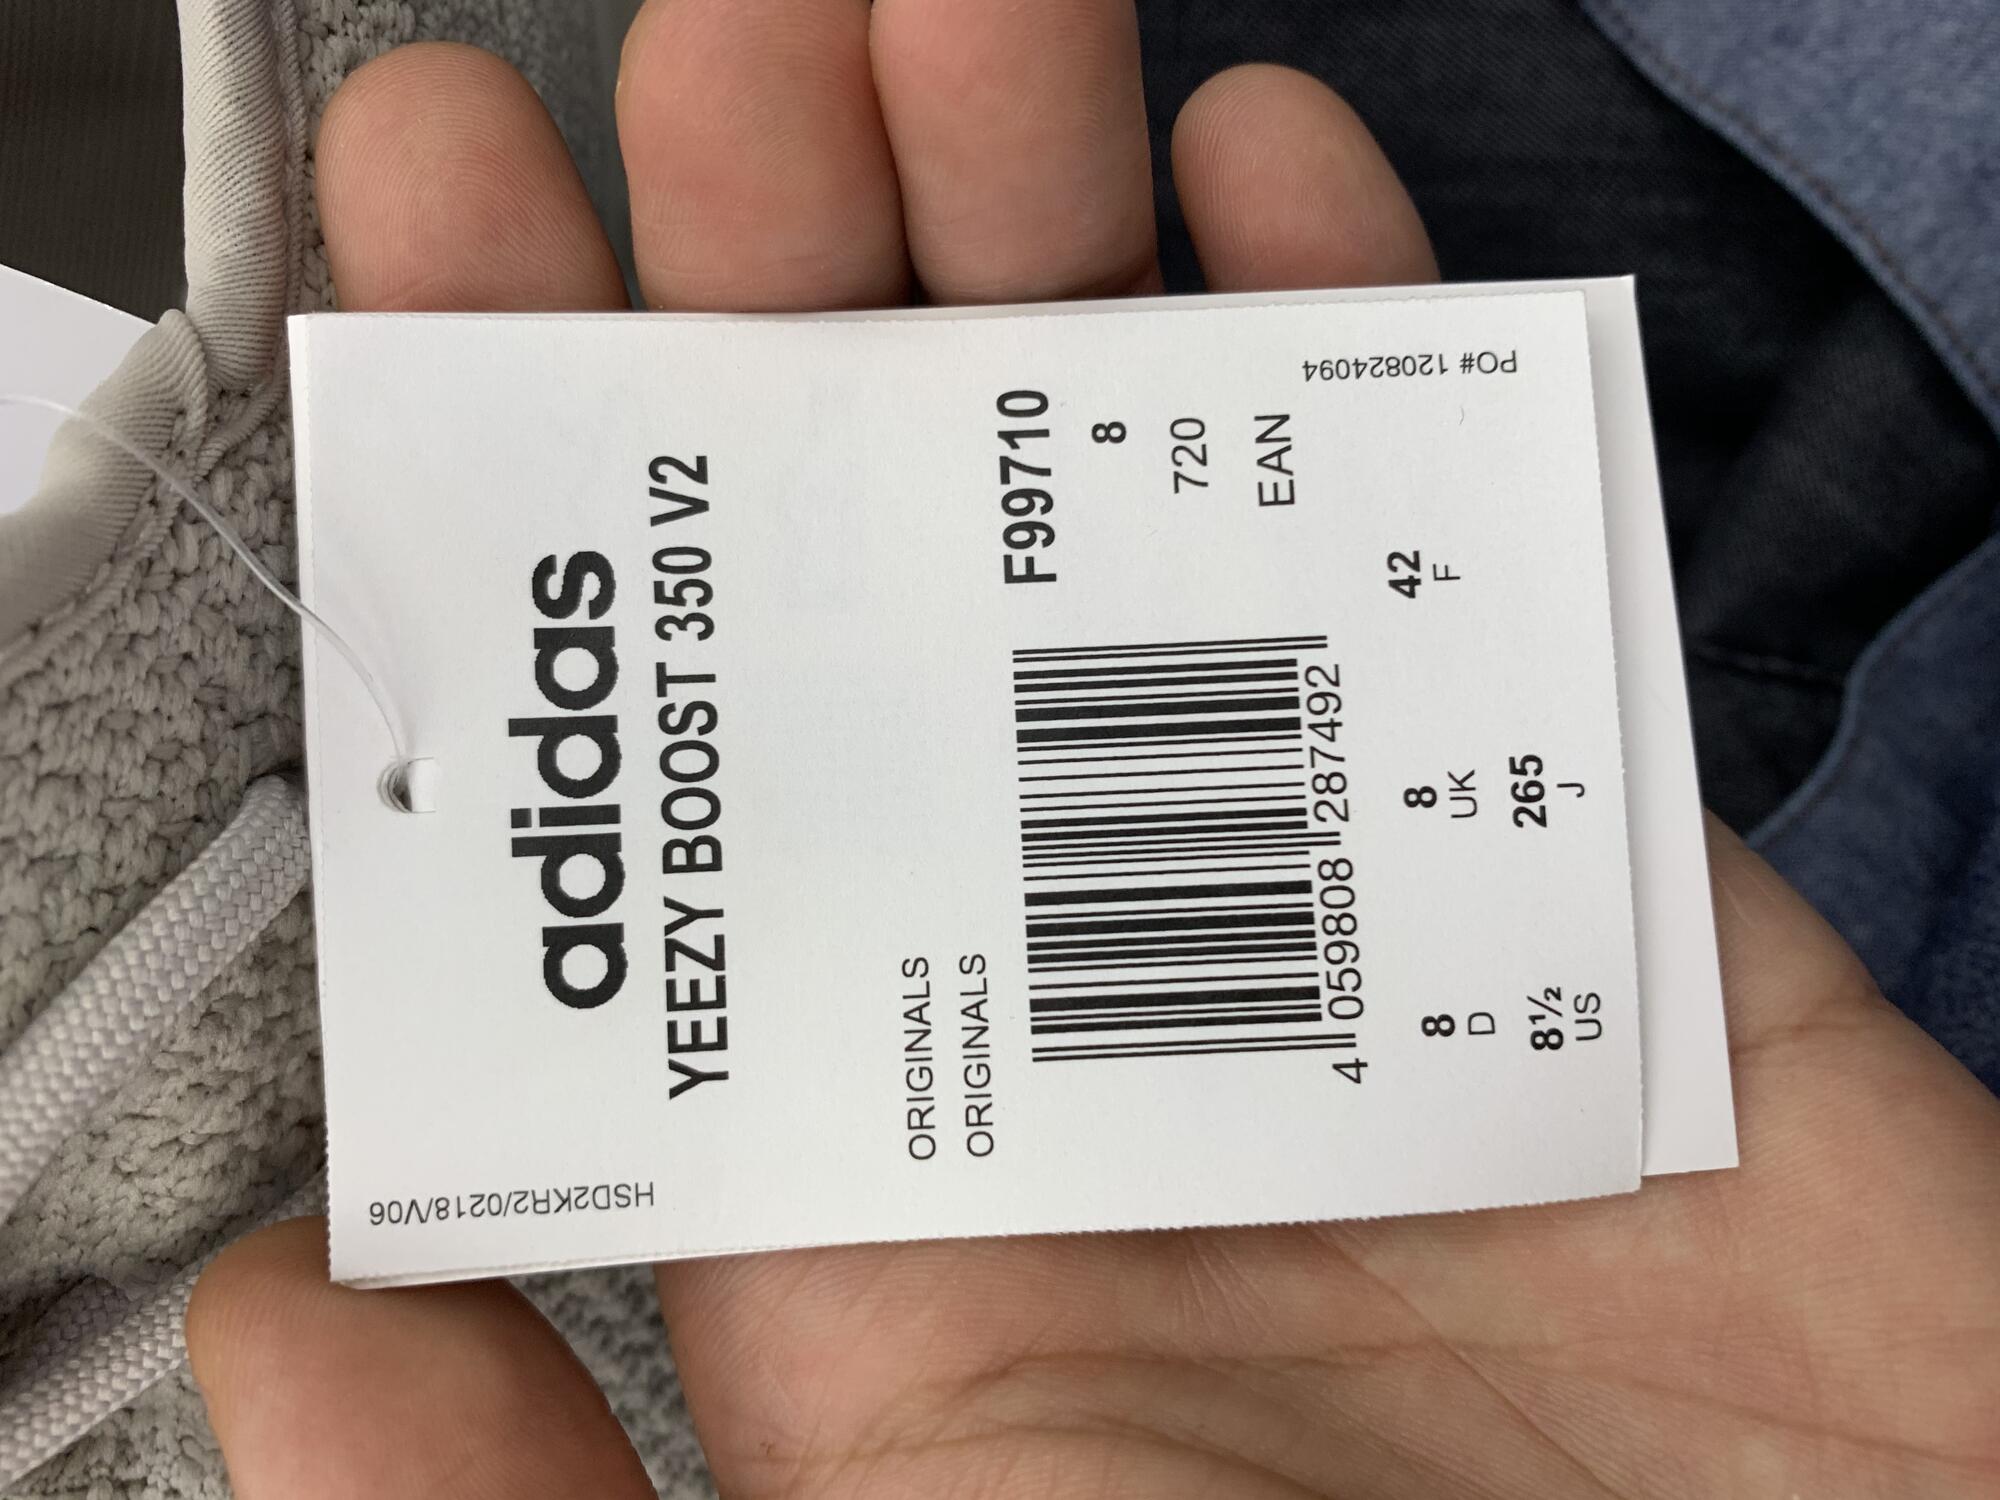 HSD2KR2/0218/V06
adidas
YEEZY BOOST 350 V2
ORIGINALS
ORIGINALS
F99710
8
720
EAN
4 059808 287492
8 8 42
D UK F
8½ 265
US J
PO# 120824094